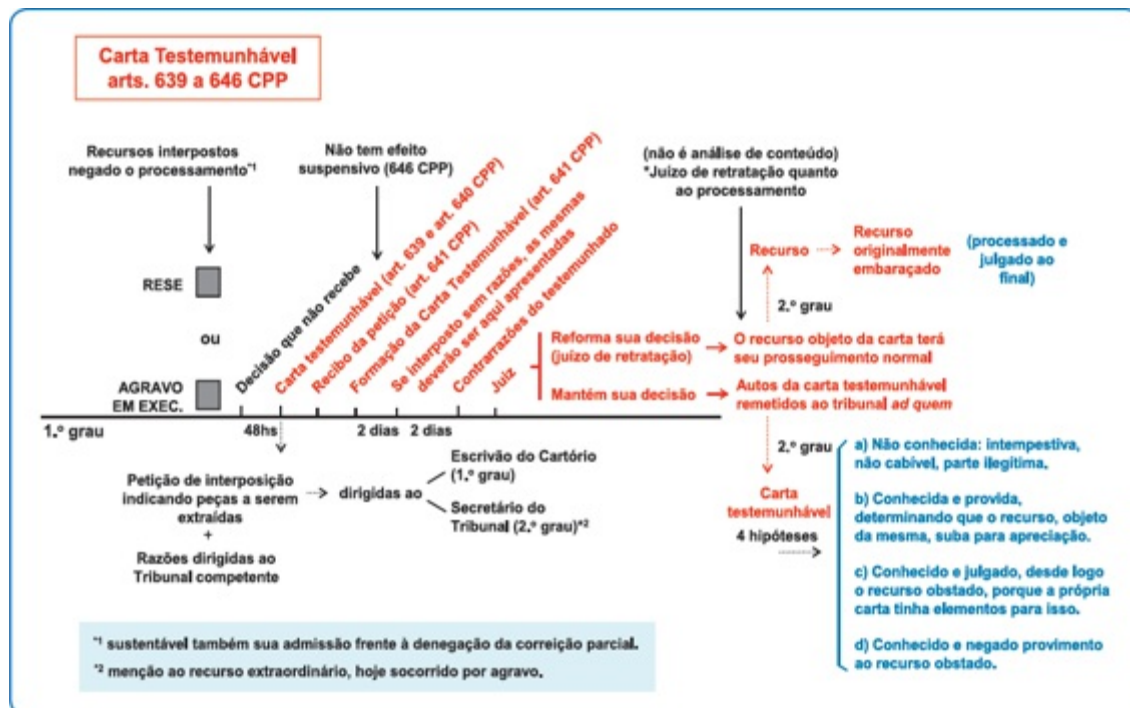 Carta Testemunhável
arts. 639 a 646 CPP
Recursos interpostos
negado o processamento*1
Não tem efeito
suspensivo (646 CPP)
(não é análise de conteúdo)
*Juízo de retratação quanto
ao processamento
RESE
ou
AGRAVO
EM EXEC.
1.º grau
Decisão que não recebe
Carta testemunhável (art. 639 e art. 640 CPP)
Recibo da petição (art. 641 CPP)
Formação da Carta Testemunhável (art. 641 CPP)
Se interposto sem razões, as mesmas
deverão ser aqui apresentadas
Contrarrazões do testemunhado
Juiz
48hs
2 dias
2 dias
Reforma sua decisão
(juízo de retratação)
Mantém sua decisão
O recurso objeto da carta terá
seu prosseguimento normal
2.º grau
Recurso
Recurso
originalmente
embaraçado
(processado e
julgado ao
final)
Autos da carta testemunhável
remetidos ao tribunal ad quem
2.º grau
Carta
testemunhável
4 hipóteses
a) Não conhecida: intempestiva,
não cabível, parte ilegítima.
b) Conhecida e provida,
determinando que o recurso, objeto
da mesma, suba para apreciação.
c) Conhecido e julgado, desde logo
o recurso obstado, porque a própria
carta tinha elementos para isso.
d) Conhecido e negado provimento
ao recurso obstado.
Petição de interposição
indicando peças a serem
extraídas
+
Razões dirigidas ao
Tribunal competente
dirigidas ao
Escrivão do Cartório
(1.º grau)
Secretário do
Tribunal (2.º grau)*2
*1 sustentável também sua admissão frente à denegação da correição parcial.
*2 menção ao recurso extraordinário, hoje socorrido por agravo.